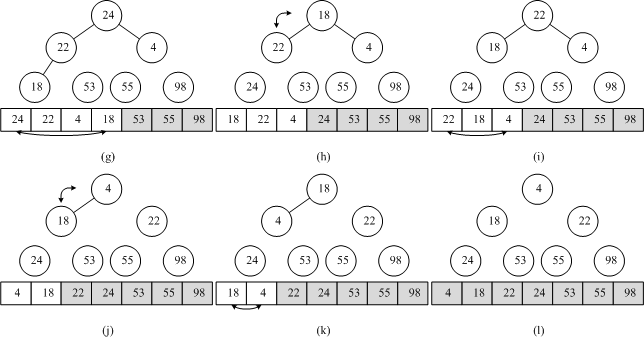 24
22 4
18 53 55 98
24 22 4 18 53 55 98
(g)
18
22 4
24 53 55 98
18 22 4 24 53 55 98
(h)
22
18 4
24 53 55 98
22 18 4 24 53 55 98
(i)
4
18 22
24 53 55 98
4 18 22 24 53 55 98
(j)
18
4 22
24 53 55 98
18 4 22 24 53 55 98
(k)
4
18 22
24 53 55 98
4 18 22 24 53 55 98
(l)